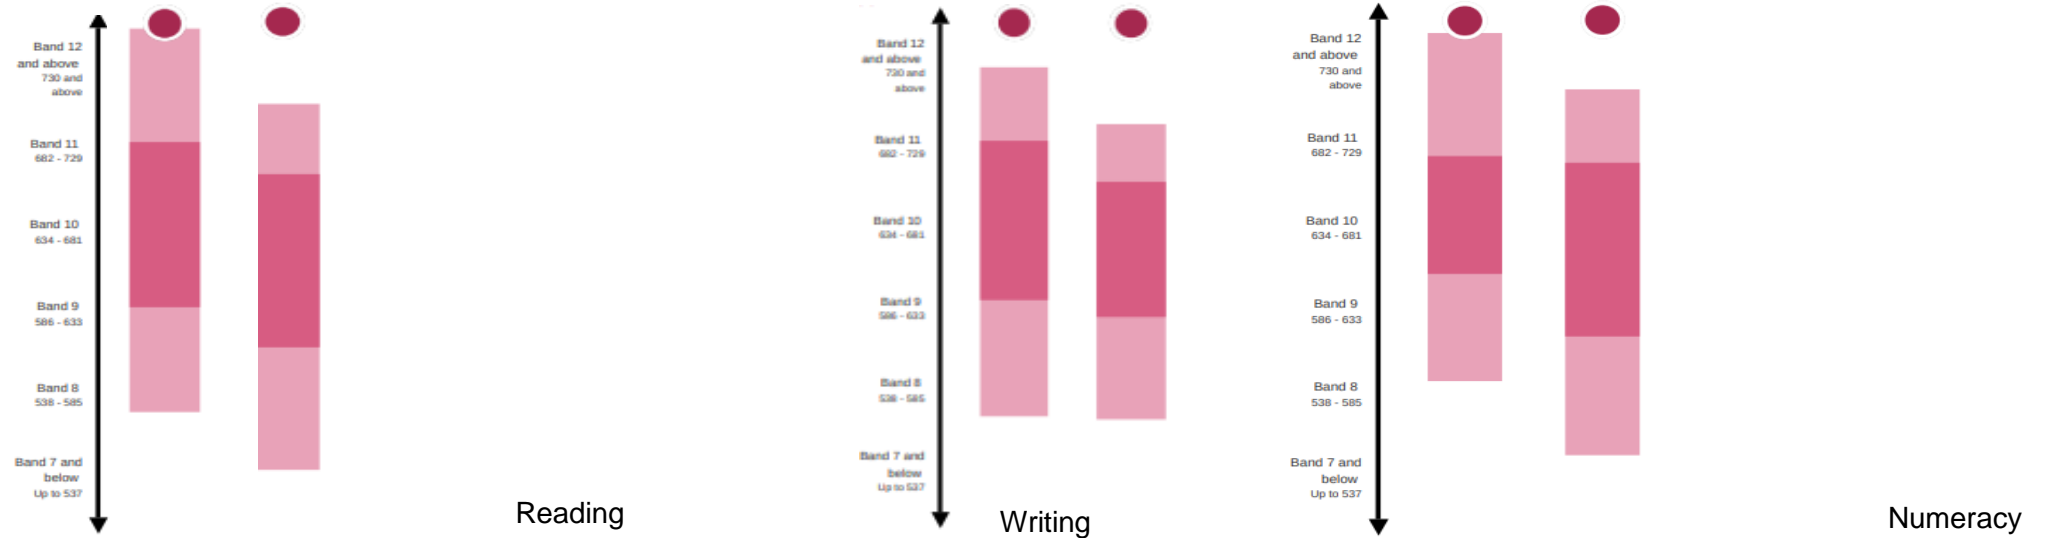 Band 12
and above
730 and
above
Band 11
682 - 729
Band 10
634 - 681
Band 9
586 - 633
Band 8
538 - 585
Band 7 and
below
Up to 537
Reading
Band 12
and above
730 and
above
Band 11
682 - 729
Band 10
634 - 681
Band 9
586 - 633
Band 8
538 - 585
Band 7 and
below
Up to 537
Writing
Band 12
and above
730 and
above
Band 11
682 - 729
Band 10
634 - 681
Band 9
586 - 633
Band 8
538 - 585
Band 7 and
below
Up to 537
Numeracy